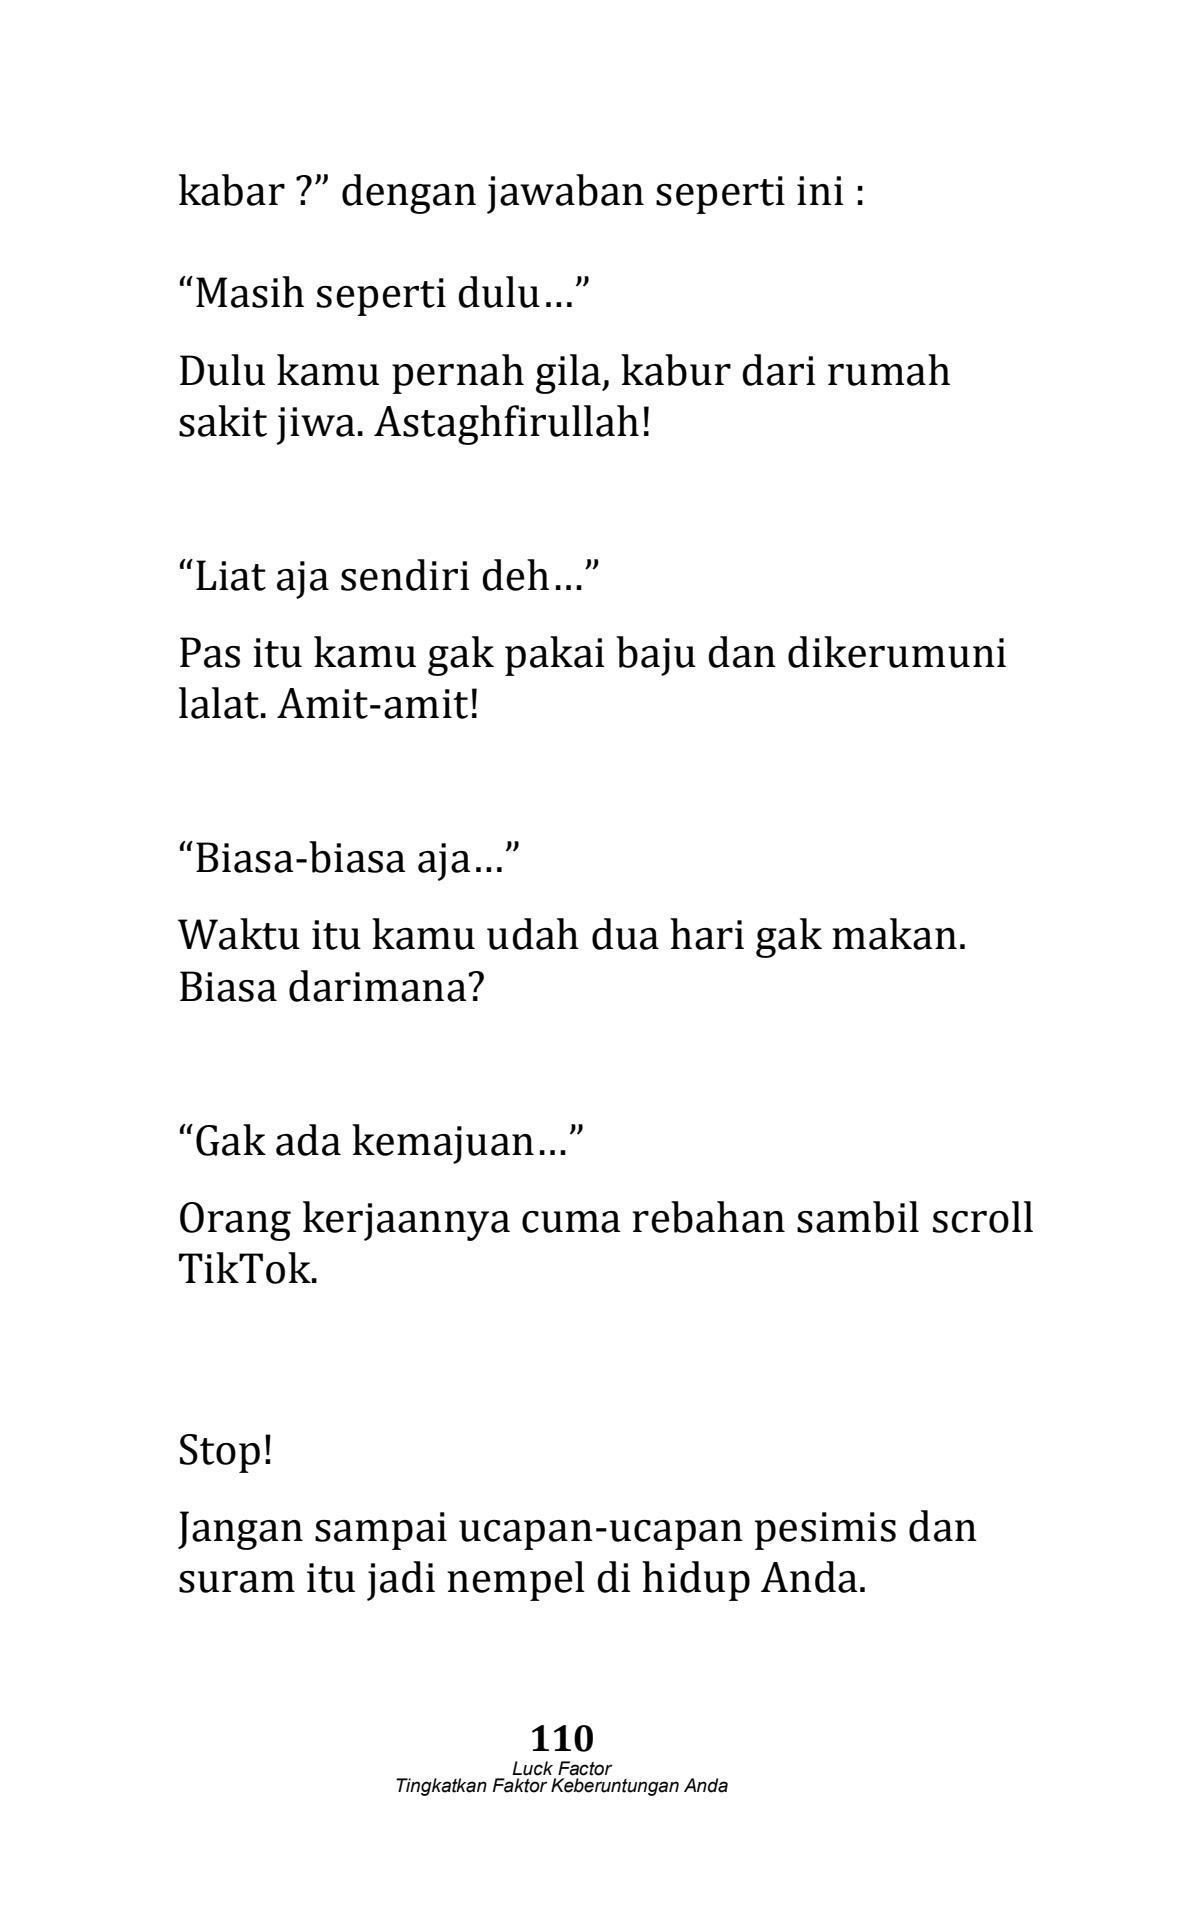 kabar ?” dengan jawaban seperti ini :
“Masih seperti dulu…”
Dulu kamu pernah gila, kabur dari rumah
sakit jiwa. Astaghfirullah!
“Liat aja sendiri deh…”
Pas itu kamu gak pakai baju dan dikerumuni
lalat. Amit-amit!
“Biasa-biasa aja…”
Waktu itu kamu udah dua hari gak makan.
Biasa darimana?
“Gak ada kemajuan…”
Orang kerjaannya cuma rebahan sambil scroll
TikTok.
Stop!
Jangan sampai ucapan-ucapan pesimis dan
suram itu jadi nempel di hidup Anda.
110
Luck Factor
Tingkatkan Faktor Keberuntungan Anda